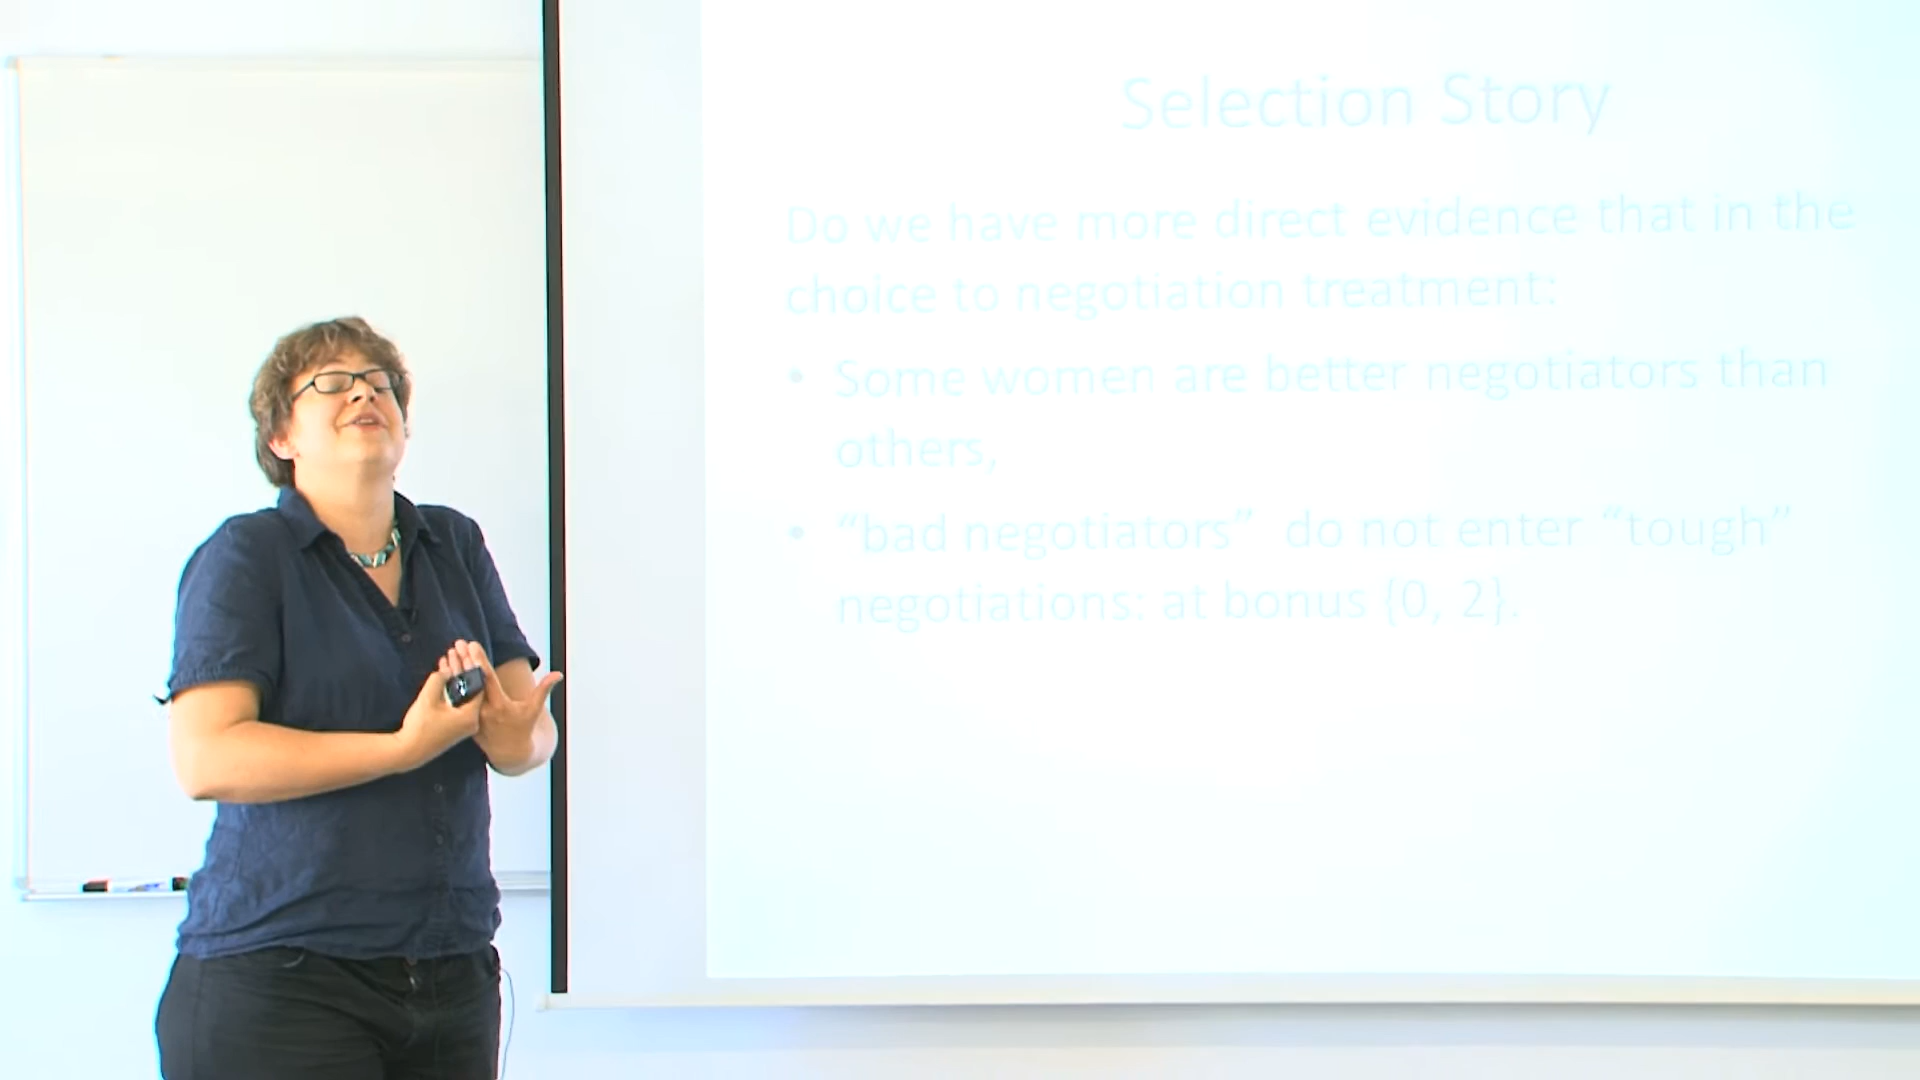 Selection Story
Do we have more direct evidence that in the
choice to negotiation treatment:
• Some women are better negotiators than
others,
• “bad negotiators” do not enter “tough”
negotiations: at bonus {0, 2}.